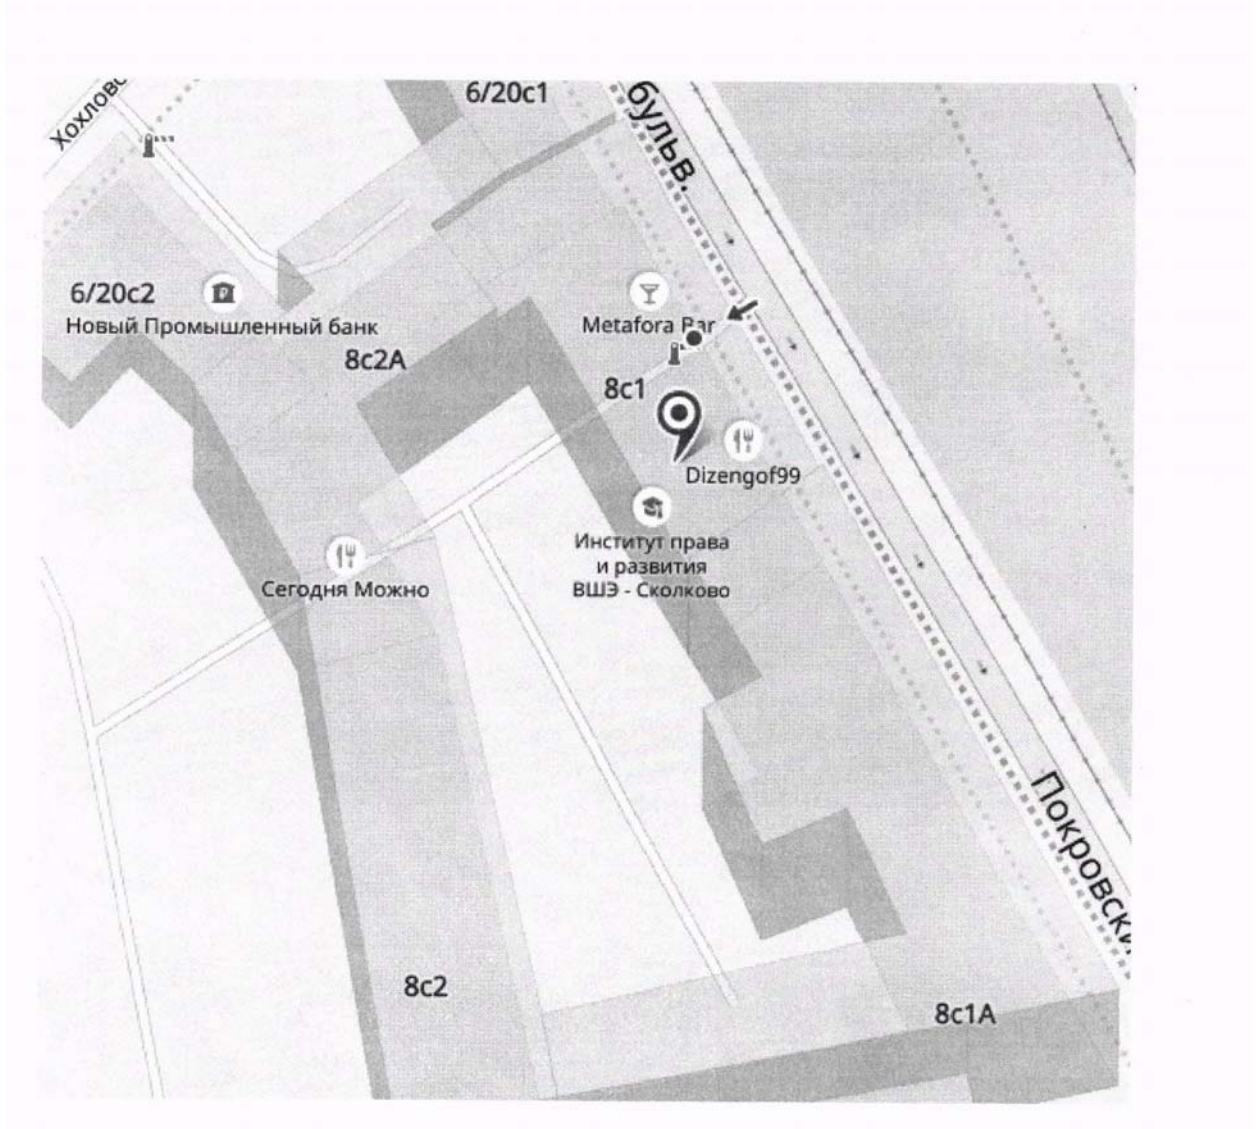 Хохловс
6/20с1
бульв.
6/20с2
Новый Промышленный банк
8с2А
Metafora Bar
8с1
Dizengof99
Институт права
и развития
ВШЭ - Сколково
Сегодня Можно
Покровски
8с2
8с1А